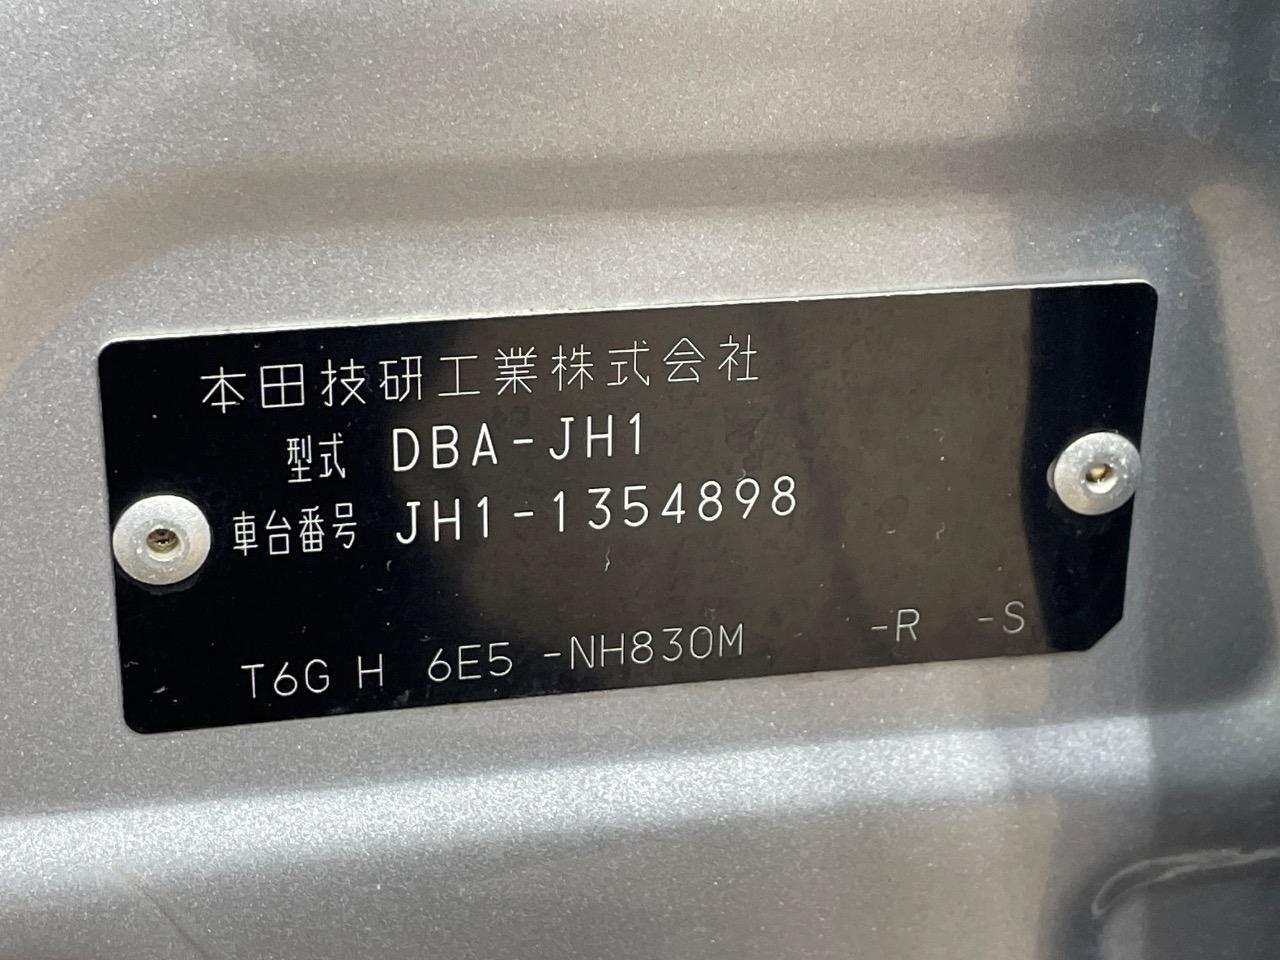 本田技研工業株式会社
型式 DBA-JH1
車台番号 JH1-1354898
T6G H 6E5 -NH830M -R -S